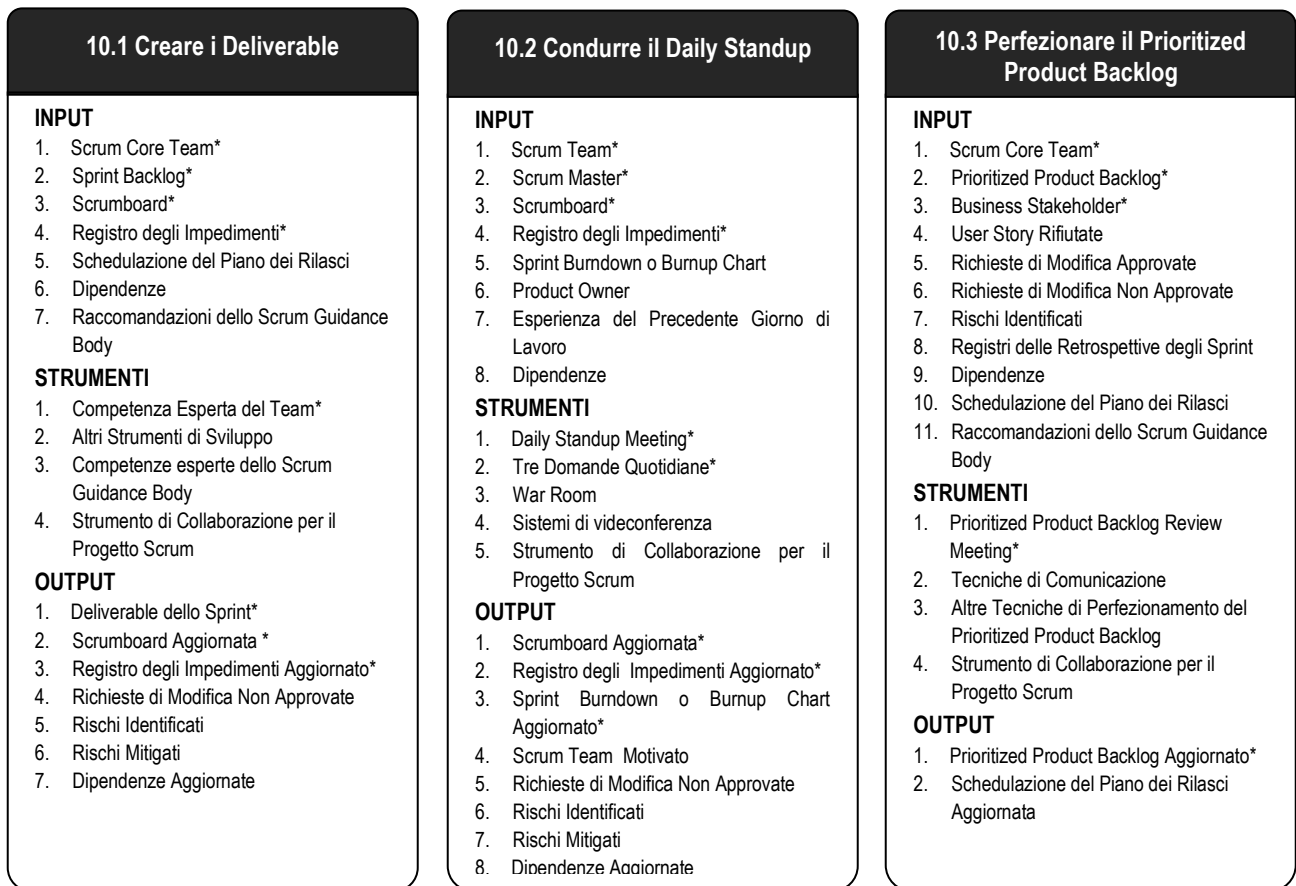 10.1 Creare i Deliverable
INPUT
1. Scrum Core Team*
2. Sprint Backlog*
3. Scrumboard*
4. Registro degli Impedimenti*
5. Schedulazione del Piano dei Rilasci
6. Dipendenze
7. Raccomandazioni dello Scrum Guidance
Body
STRUMENTI
1. Competenza Esperta del Team*
2. Altri Strumenti di Sviluppo
3. Competenze esperte dello Scrum
Guidance Body
4. Strumento di Collaborazione per il
Progetto Scrum
OUTPUT
1. Deliverable dello Sprint*
2. Scrumboard Aggiornata *
3. Registro degli Impedimenti Aggiornato*
4. Richieste di Modifica Non Approvate
5. Rischi Identificati
6. Rischi Mitigati
7. Dipendenze Aggiornate
10.2 Condurre il Daily Standup
INPUT
1. Scrum Team*
2. Scrum Master*
3. Scrumboard*
4. Registro degli Impedimenti*
5. Sprint Burndown o Burnup Chart
6. Product Owner
7. Esperienza del Precedente Giorno di
Lavoro
8. Dipendenze
STRUMENTI
1. Daily Standup Meeting*
2. Tre Domande Quotidiane*
3. War Room
4. Sistemi di videconferenza
5. Strumento di Collaborazione per il
Progetto Scrum
OUTPUT
1. Scrumboard Aggiornata*
2. Registro degli Impedimenti Aggiornato*
3. Sprint Burndown o Burnup Chart
Aggiornato*
4. Scrum Team Motivato
5. Richieste di Modifica Non Approvate
6. Rischi Identificati
7. Rischi Mitigati
8. Dipendenze Aggiornate
10.3 Perfezionare il Prioritized
Product Backlog
INPUT
1. Scrum Core Team*
2. Prioritized Product Backlog*
3. Business Stakeholder*
4. User Story Rifiutate
5. Richieste di Modifica Approvate
6. Richieste di Modifica Non Approvate
7. Rischi Identificati
8. Registri delle Retrospettive degli Sprint
9. Dipendenze
10. Schedulazione del Piano dei Rilasci
11. Raccomandazioni dello Scrum Guidance
Body
STRUMENTI
1. Prioritized Product Backlog Review
Meeting*
2. Tecniche di Comunicazione
3. Altre Tecniche di Perfezionamento del
Prioritized Product Backlog
4. Strumento di Collaborazione per il
Progetto Scrum
OUTPUT
1. Prioritized Product Backlog Aggiornato*
2. Schedulazione del Piano dei Rilasci
Aggiornata